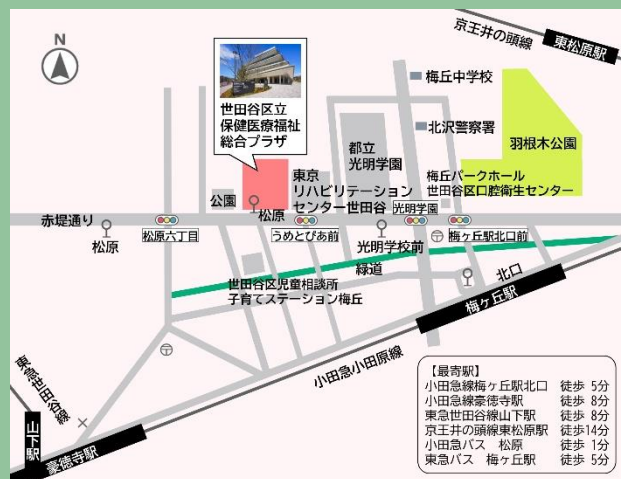 N
京王井の頭線
東松原駅
世田谷区立
保健医療福祉
総合プラザ
梅丘中学校
北沢警察署
羽根木公園
都立
光明学園
梅丘パークホール
世田谷区口腔衛生センター
東京
リハビリテーション
センター世田谷
公園
松原
光明学園
赤堤通り
松原
松原六丁目
うめとぴあ前
光明学校前
梅ヶ丘駅北口前
緑道
北口
世田谷区児童相談所
子育てステーション梅丘
梅ヶ丘駅
小田急小田原線
東急世田谷線
山下駅
豪徳寺駅
【最寄駅】
小田急線梅ヶ丘駅北口 徒歩 5分
小田急線豪徳寺駅 徒歩 8分
東急世田谷線山下駅 徒歩 8分
京王井の頭線東松原駅 徒歩14分
小田急バス 松原 徒歩 1分
東急バス 梅ヶ丘駅 徒歩 5分